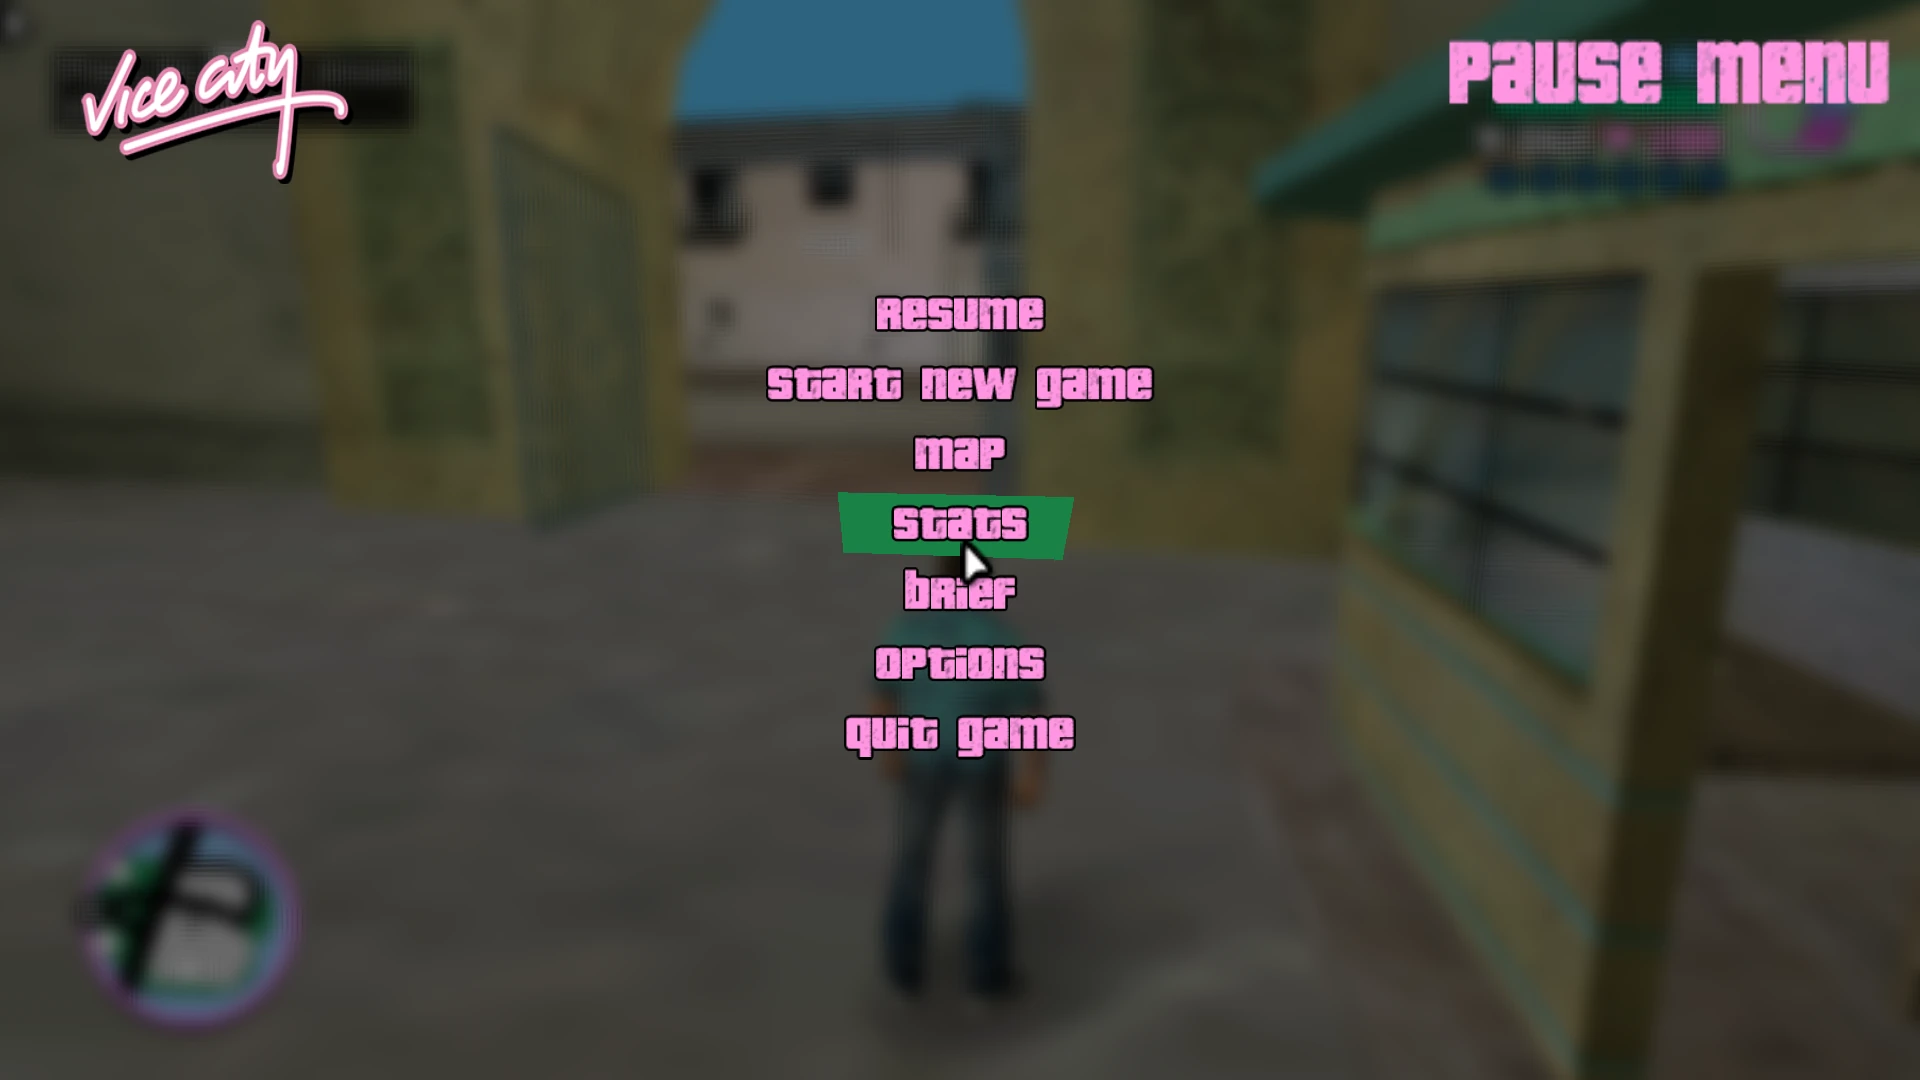 Vice City
PAUSE MENU
RESUME
START NEW GAME
MAP
STATS
BRIEF
OPTIONS
QUIT GAME